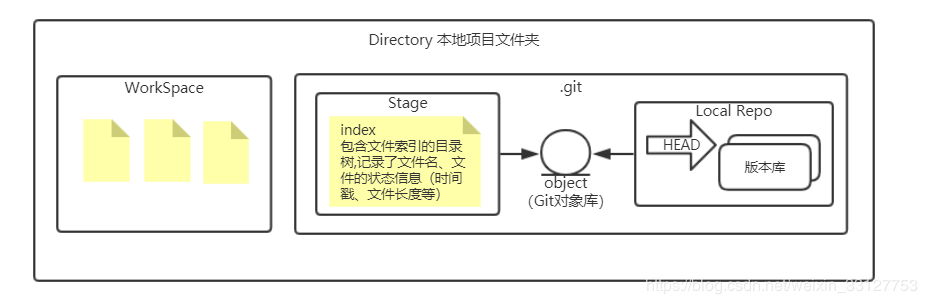 Directory 本地项目文件夹
WorkSpace
.git
Stage
index
包含文件索引的目录
树,记录了文件名、文
件的状态信息（时间
戳、文件长度等）
object
（Git对象库）
Local Repo
HEAD
版本库
https://blog.csdn.net/weixin_33127753